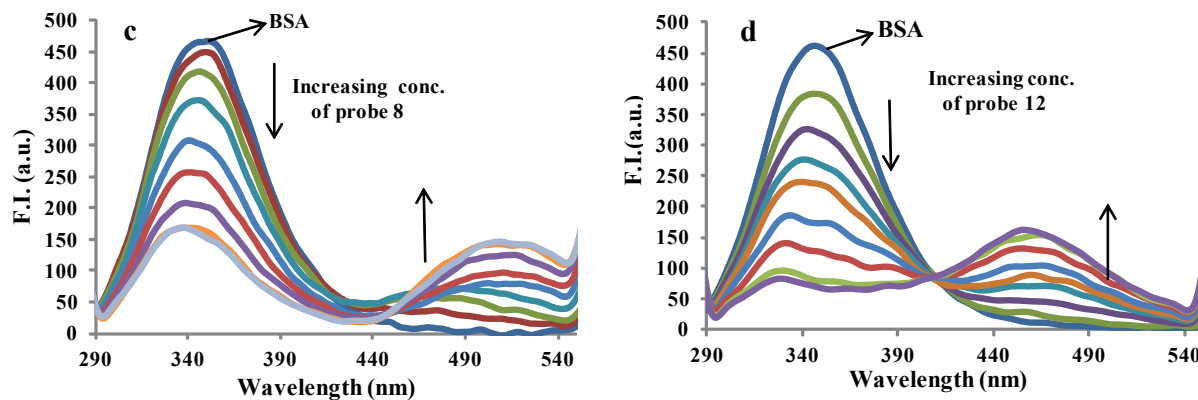 c
BSA
Increasing conc.
of probe 8
F.I. (a.u.)
500
450
400
350
300
250
200
150
100
50
0
290 340 390 440 490 540
Wavelength (nm)
d
BSA
Increasing conc.
of probe 12
F.I.(a.u.)
500
450
400
350
300
250
200
150
100
50
0
290 340 390 440 490 540
Wavelength (nm)